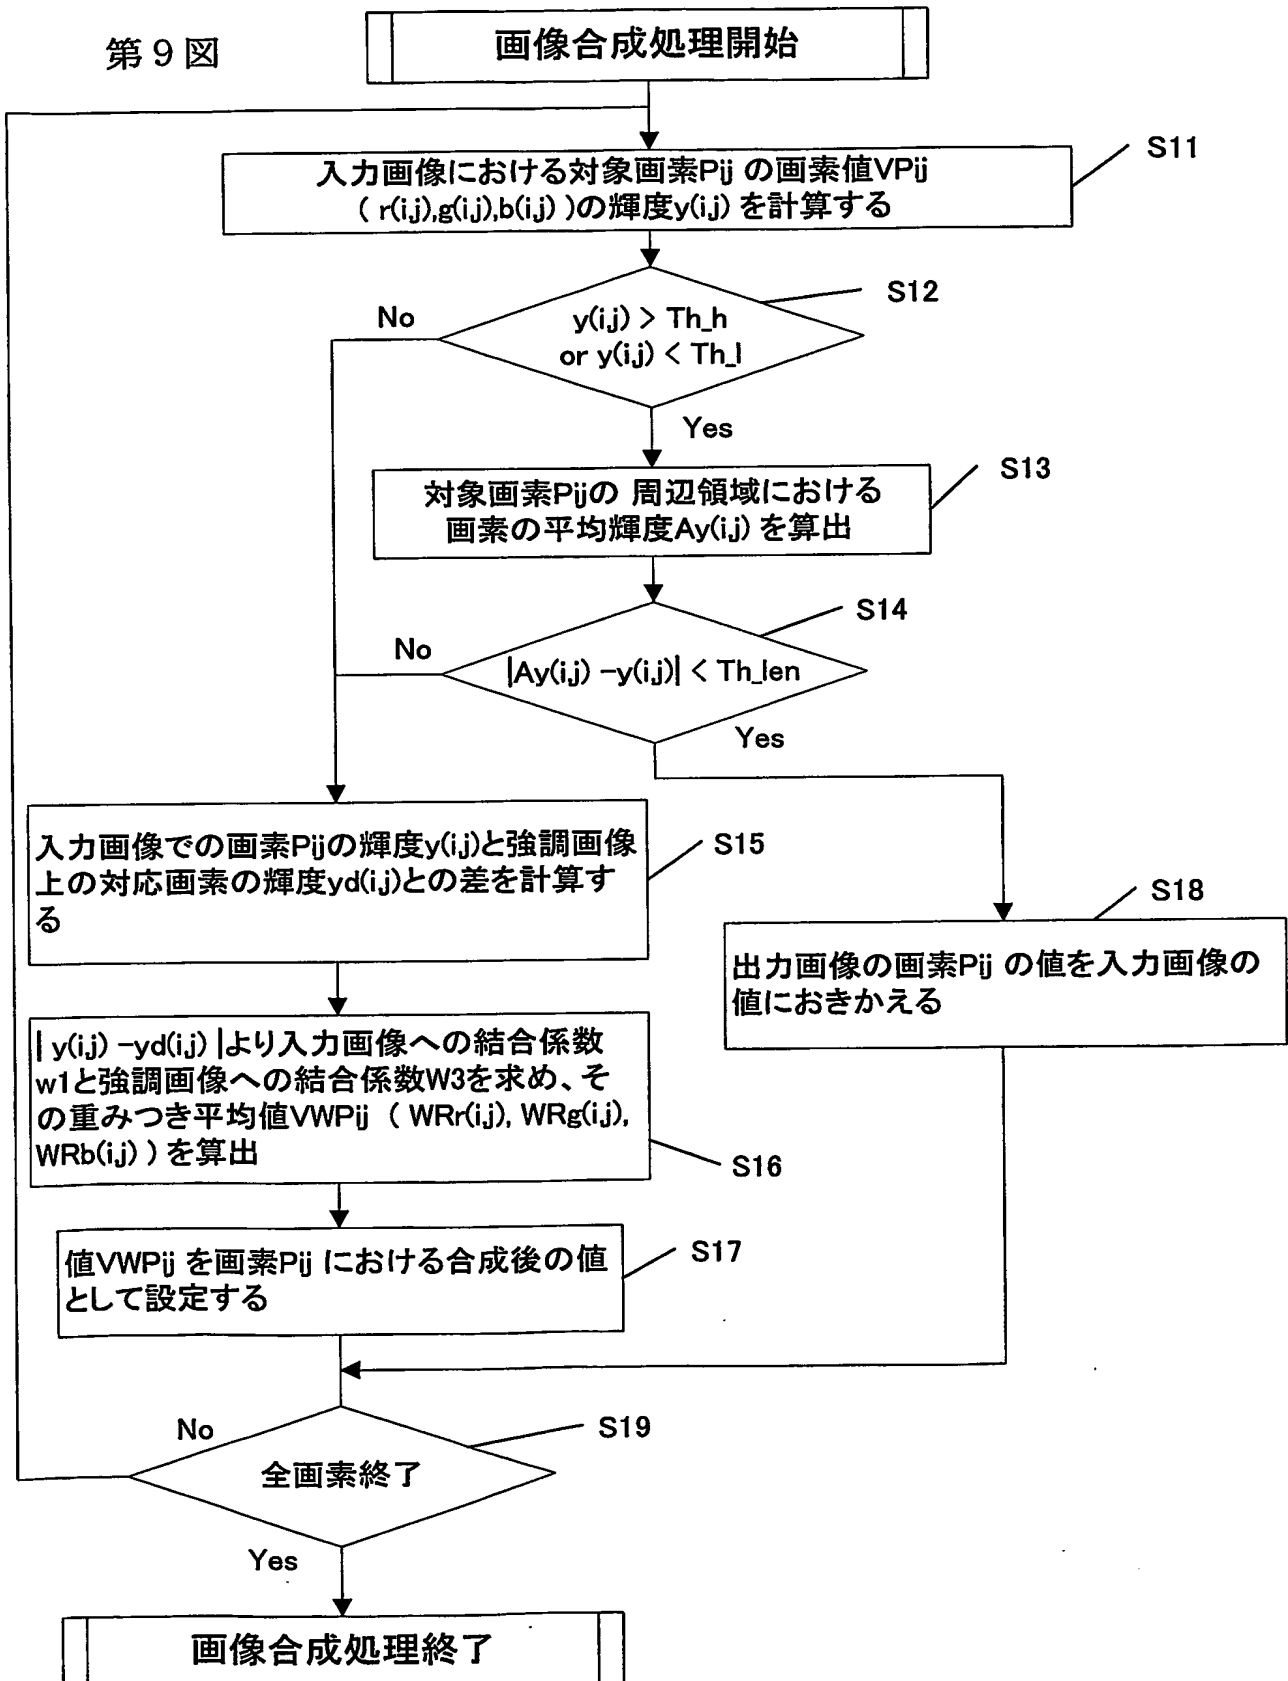 第9図
画像合成処理開始
S11
入力画像における対象画素Pij の画素値VPij
( r(i,j),g(i,j),b(i,j) )の輝度y(i,j) を計算する
S12
No
y(i,j) > Th_h
or y(i,j) < Th_l
Yes
S13
対象画素Pijの 周辺領域における
画素の平均輝度Ay(i,j) を算出
S14
No
|Ay(i,j) -y(i,j)| < Th_len
Yes
入力画像での画素Pijの輝度y(i,j)と強調画像
上の対応画素の輝度yd(i,j)との差を計算す
る
S15
S18
出力画像の画素Pij の値を入力画像の
値におきかえる
| y(i,j) -yd(i,j) |より入力画像への結合係数
w1と強調画像への結合係数W3を求め、そ
の重みつき平均値VWPij ( WRr(i,j), WRg(i,j),
WRb(i,j) ) を算出
S16
値VWPij を画素Pij における合成後の値
として設定する
S17
No
S19
全画素終了
Yes
画像合成処理終了